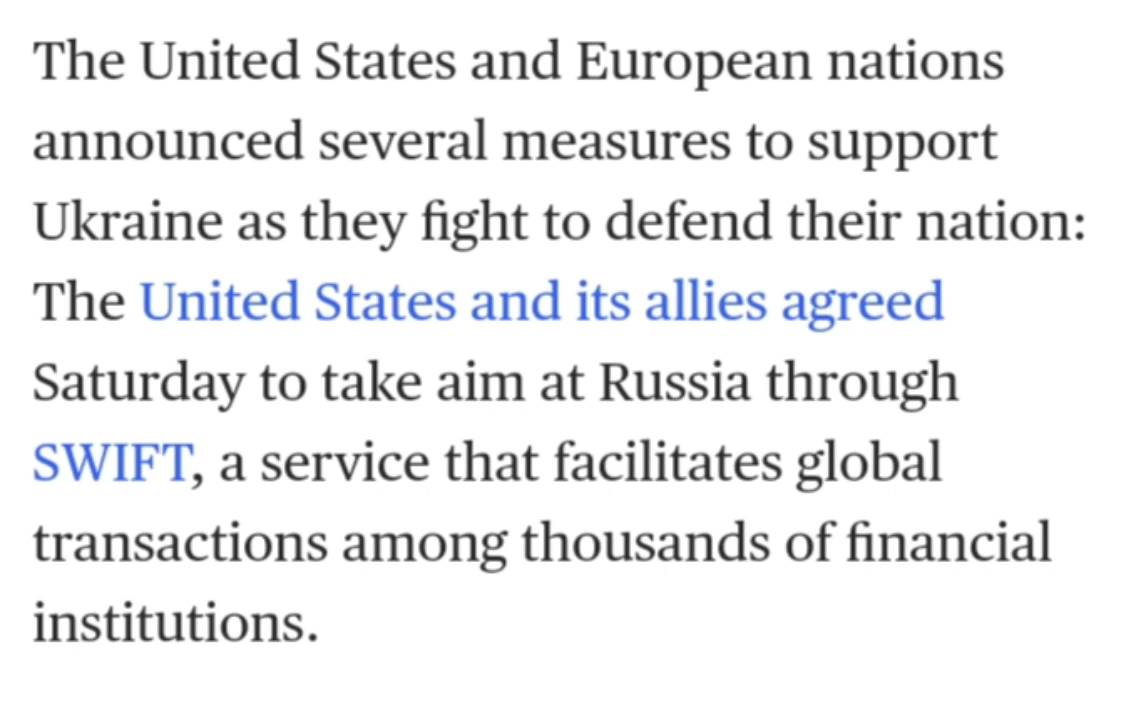 The United States and European nations
announced several measures to support
Ukraine as they fight to defend their nation:
The United States and its allies agreed
Saturday to take aim at Russia through
SWIFT, a service that facilitates global
transactions among thousands of financial
institutions.